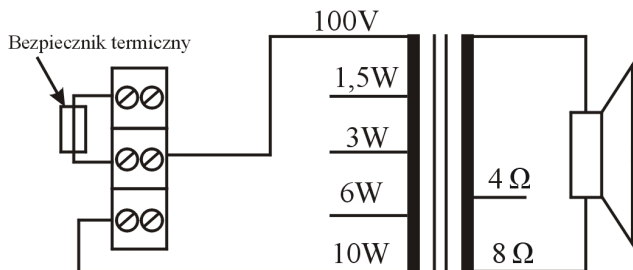 100V
Bezpiecznik termiczny
1,5W
3W
6W
4 Ω
10W
8 Ω